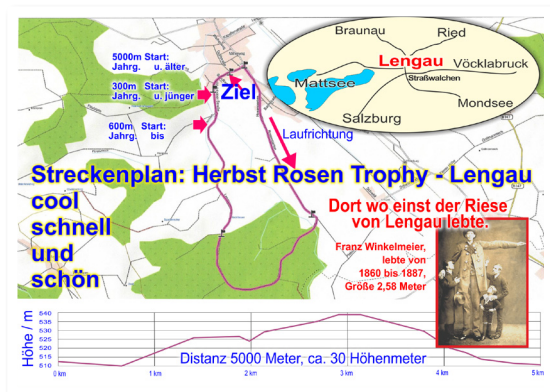 5000m Start:
Jahrg. u. älter
300m Start:
Jahrg. u. jünger
600m Start:
Jahrg. bis
Ziel
Laufrichtung
Braunau
Ried
Lengau
Vöcklabruck
Straßwalchen
Mattsee
Mondsee
Salzburg
Streckenplan: Herbst Rosen Trophy - Lengau
cool
schnell
und
schön
Dort wo einst der Riese
von Lengau lebte.
Franz Winkelmeier,
lebte von
1860 bis 1887,
Größe 2,58 Meter
Höhe / m
540
535
530
525
520
515
510
Distanz 5000 Meter, ca. 30 Höhenmeter
0 km
1 km
2 km
3 km
4 km
5 km